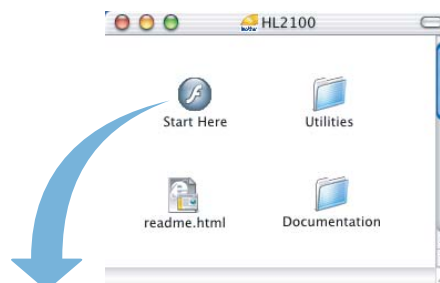 HL2100
Start Here
Utilities
readme.html
Documentation